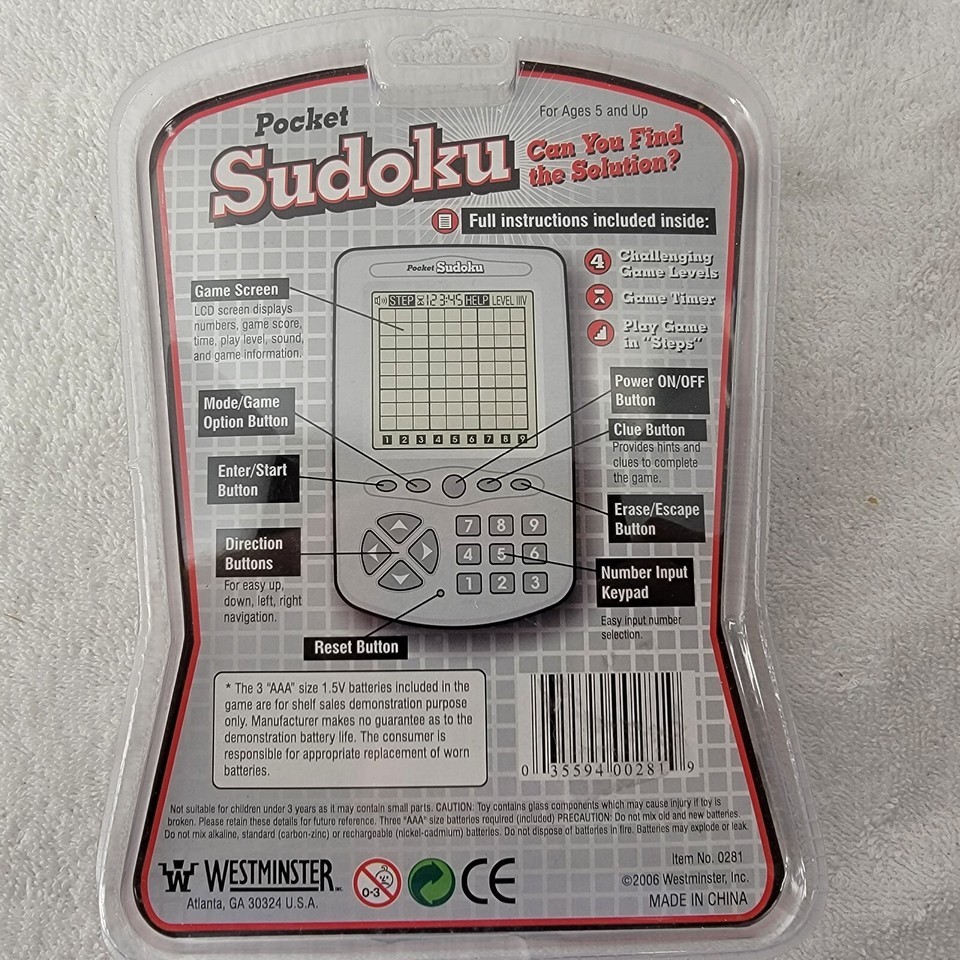 Pocket
Sudoku
For Ages 5 and Up
Can You Find
the Solution?
Full instructions included inside:
4 Challenging
Game Levels
Game Timer
Play Game
in "Steps"
Pocket Sudoku
STEP 12:3-45 HELP LEVEL IIIV
1 2 3 4 5 6 7 8 9
Game Screen
LCD screen displays
numbers, game score,
time, play level, sound,
and game information.
Mode/Game
Option Button
Enter/Start
Button
Direction
Buttons
For easy up,
down, left, right
navigation.
Reset Button
Power ON/OFF
Button
Clue Button
Provides hints and
clues to complete
the game.
Erase/Escape
Button
Number Input
Keypad
Easy input number
selection.
7 8 9
4 5 6
1 2 3
* The 3 "AAA" size 1.5V batteries included in the
game are for shelf sales demonstration purpose
only. Manufacturer makes no guarantee as to the
demonstration battery life. The consumer is
responsible for appropriate replacement of worn
batteries.
0 35594 00281 9
Not suitable for children under 3 years as it may contain small parts. CAUTION: Toy contains glass components which may cause injury if toy is
broken. Please retain these details for future reference. Three "AAA" size batteries required (included) PRECAUTION: Do not mix old and new batteries.
Do not mix alkaline, standard (carbon-zinc) or rechargeable (nickel-cadmium) batteries. Do not dispose of batteries in fire. Batteries may explode or leak.
W WESTMINSTER INC.
Atlanta, GA 30324 U.S.A.
0-3
CE
Item No. 0281
©2006 Westminster, Inc.
MADE IN CHINA